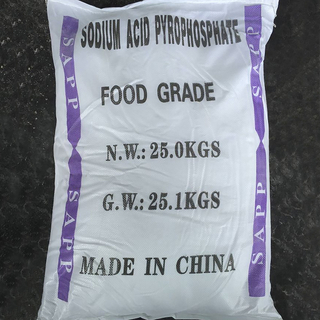 SODIUM ACID PYROPHOSPHATE
FOOD GRADE
N.W.: 25.0KGS
G.W.: 25.1KGS
MADE IN CHINA
SAPP
SAPP
SAPP
SAPP